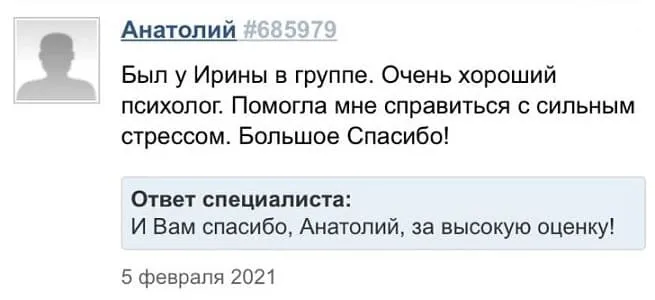 Анатолий #685979
Был у Ирины в группе. Очень хороший
психолог. Помогла мне справиться с сильным
стрессом. Большое Спасибо!
Ответ специалиста:
И Вам спасибо, Анатолий, за высокую оценку!
5 февраля 2021